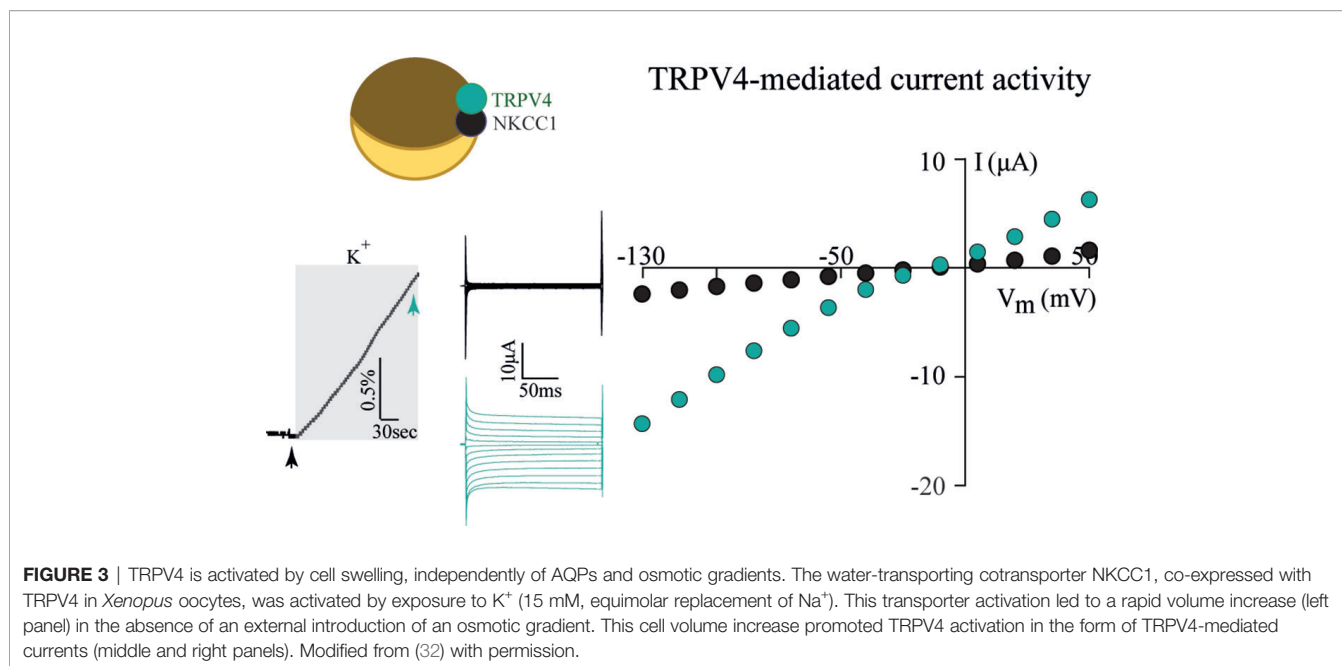 TRPV4-mediated current activity
TRPV4
NKCC1
K+
0.5%
30sec
10µA
50ms
10
I (µA)
-130
-50
50
Vm (mV)
-10
-20
FIGURE 3 | TRPV4 is activated by cell swelling, independently of AQPs and osmotic gradients. The water-transporting cotransporter NKCC1, co-expressed with
TRPV4 in Xenopus oocytes, was activated by exposure to K+ (15 mM, equimolar replacement of Na+). This transporter activation led to a rapid volume increase (left
panel) in the absence of an external introduction of an osmotic gradient. This cell volume increase promoted TRPV4 activation in the form of TRPV4-mediated
currents (middle and right panels). Modified from (32) with permission.